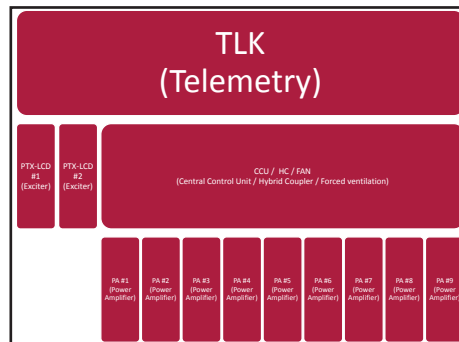 TLK
(Telemetry)
PTX-LCD
#1
(Exciter)
PTX-LCD
#2
(Exciter)
CCU / HC / FAN
(Central Control Unit / Hybrid Coupler / Forced ventilation)
PA #1
(Power
Amplifier)
PA #2
(Power
Amplifier)
PA #3
(Power
Amplifier)
PA #4
(Power
Amplifier)
PA #5
(Power
Amplifier)
PA #6
(Power
Amplifier)
PA #7
(Power
Amplifier)
PA #8
(Power
Amplifier)
PA #9
(Power
Amplifier)